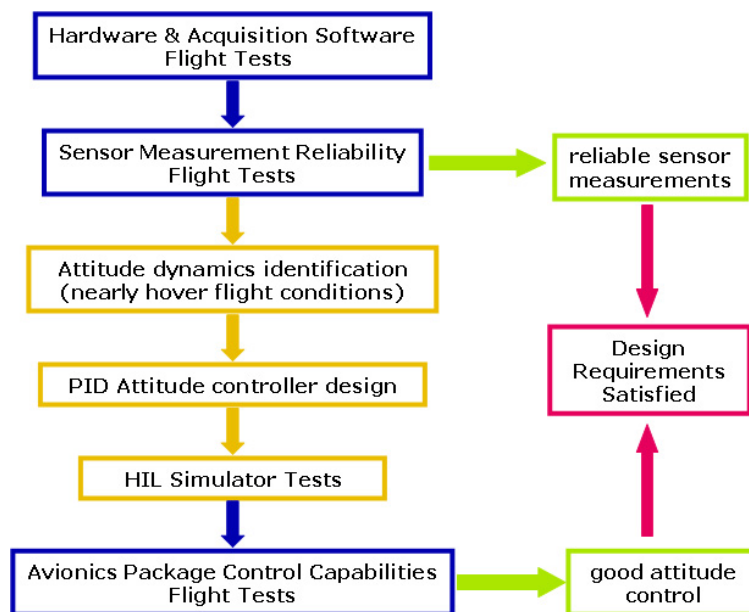 Hardware & Acquisition Software
Flight Tests
Sensor Measurement Reliability
Flight Tests
reliable sensor
measurements
Attitude dynamics identification
(nearly hover flight conditions)
Design
Requirements
Satisfied
PID Attitude controller design
HIL Simulator Tests
Avionics Package Control Capabilities
Flight Tests
good attitude
control